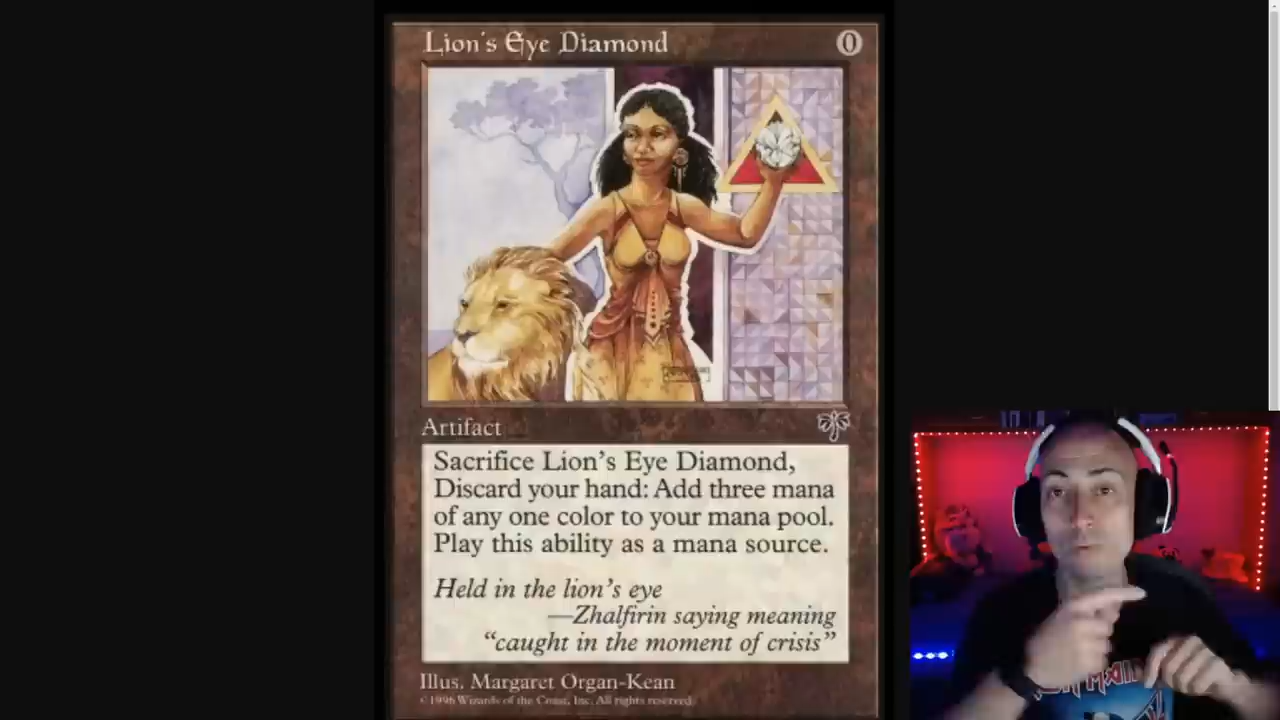 Lion's Eye Diamond
0
Artifact
Sacrifice Lion's Eye Diamond,
Discard your hand: Add three mana
of any one color to your mana pool.
Play this ability as a mana source.
Held in the lion's eye
—Zhalfirin saying meaning
“caught in the moment of crisis”
Illus. Margaret Organ-Kean
©1996 Wizards of the Coast, Inc. All rights reserved.
IRON MAIDEN